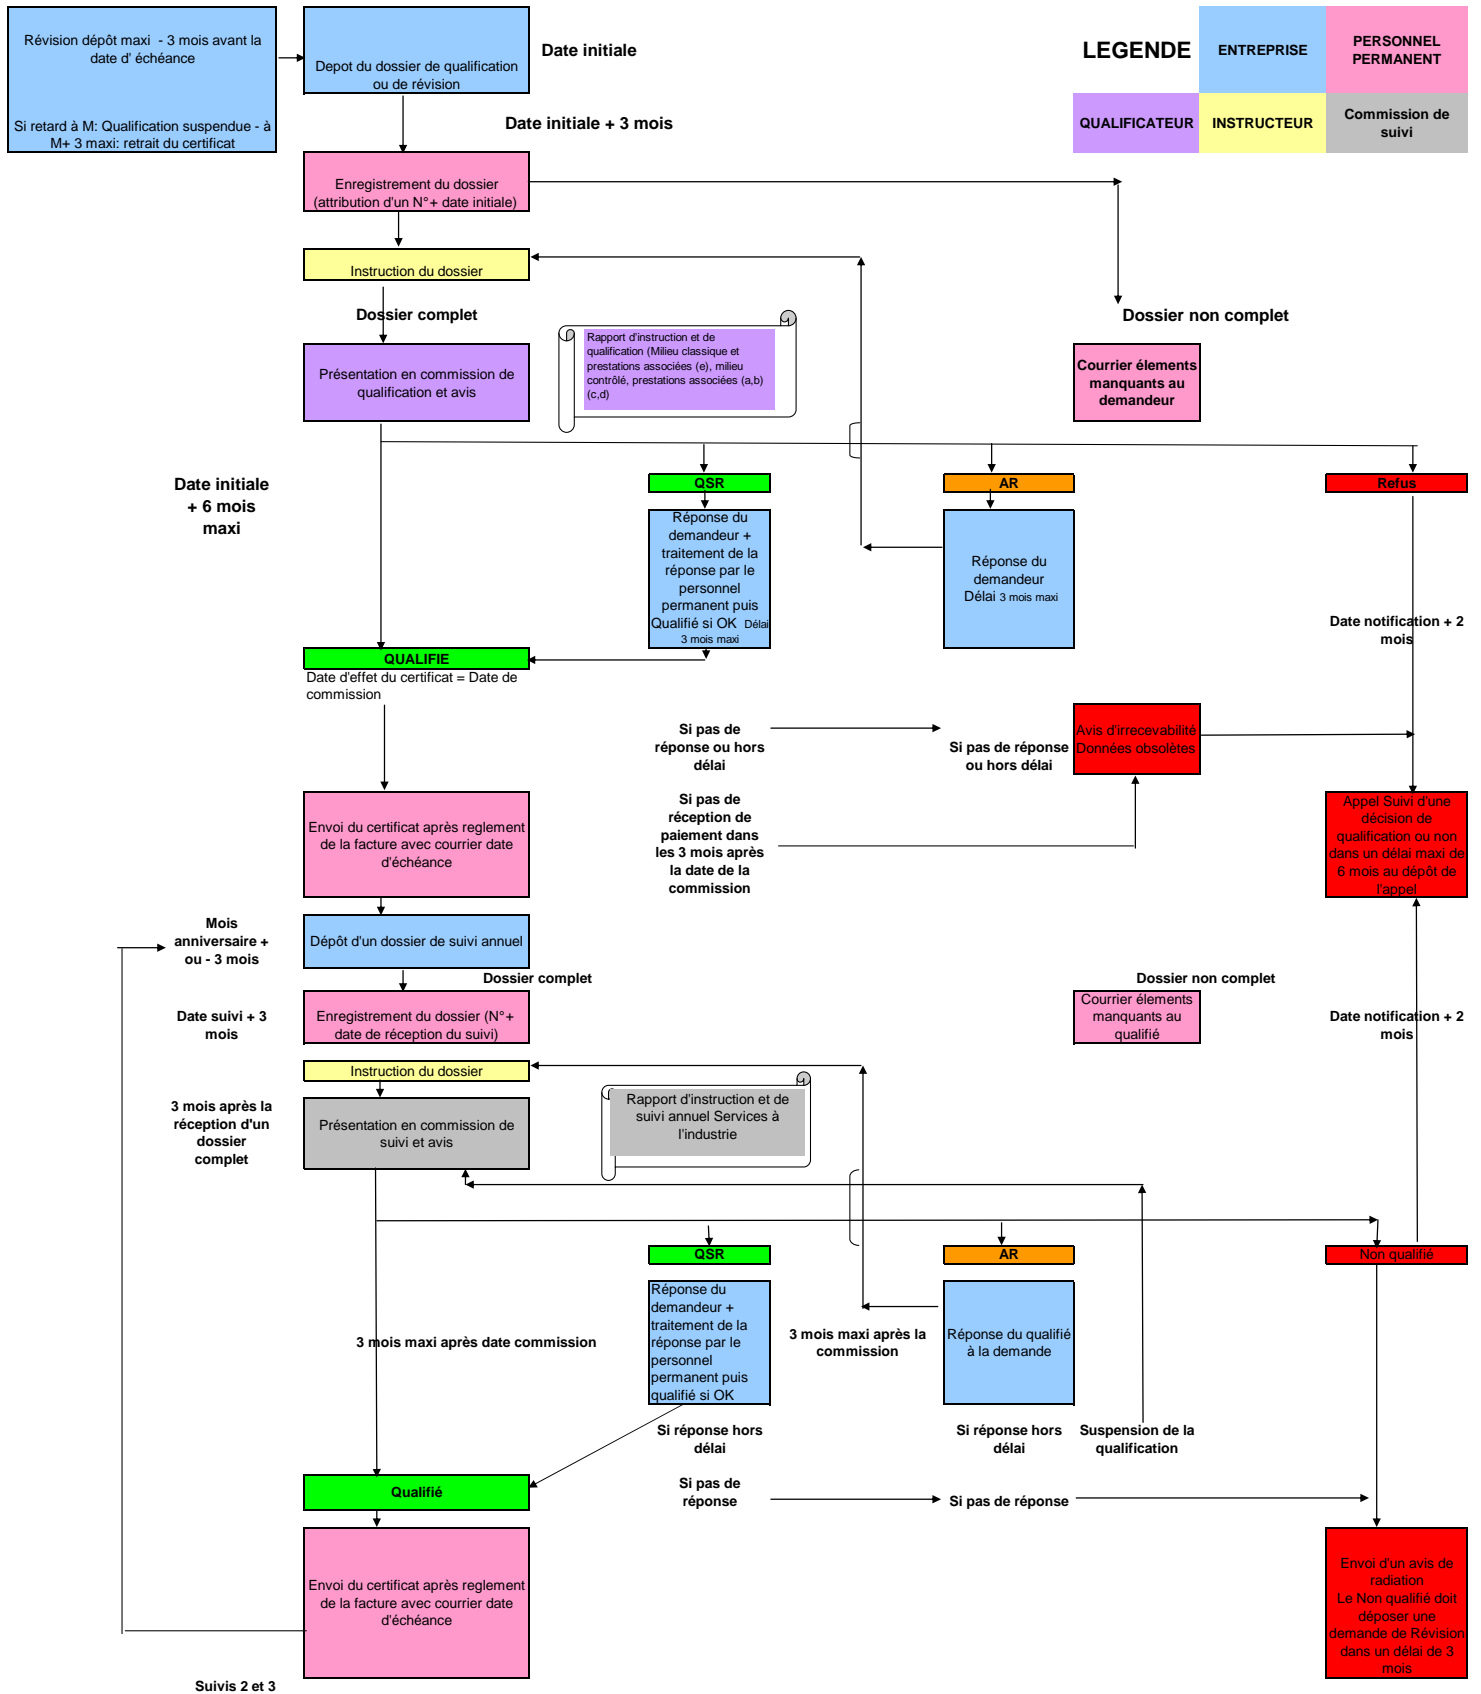 Révision dépôt maxi - 3 mois avant la
date d' échéance
Si retard à M: Qualification suspendue - à
M+ 3 maxi: retrait du certificat
Depot du dossier de qualification
ou de révision
Date initiale
LEGENDE
ENTREPRISE
PERSONNEL
PERMANENT
QUALIFICATEUR
INSTRUCTEUR
Commission de
suivi
Date initiale + 3 mois
Enregistrement du dossier
(attribution d'un N°+ date initiale)
Instruction du dossier
Dossier complet
Dossier non complet
Présentation en commission de
qualification et avis
Rapport d'instruction et de
qualification (Milieu classique et
prestations associées (e), milieu
contrôlé, prestations associées (a,b)
(c,d)
Courrier élements
manquants au
demandeur
Date initiale
+ 6 mois
maxi
QSR
AR
Refus
Réponse du
demandeur +
traitement de la
réponse par le
personnel
permanent puis
Qualifié si OK Délai
3 mois maxi
Réponse du
demandeur
Délai 3 mois maxi
Date notification + 2
mois
QUALIFIE
Date d'effet du certificat = Date de
commission
Si pas de
réponse ou hors
délai
Si pas de réponse
ou hors délai
Avis d'irrecevabilité
Données obsolètes
Envoi du certificat après reglement
de la facture avec courrier date
d'échéance
Si pas de
réception de
paiement dans
les 3 mois après
la date de la
commission
Appel Suivi d'une
décision de
qualification ou non
dans un délai maxi de
6 mois au dépôt de
l'appel
Mois
anniversaire +
ou - 3 mois
Dépôt d'un dossier de suivi annuel
Dossier complet
Dossier non complet
Date suivi + 3
mois
Enregistrement du dossier (N°+
date de réception du suivi)
Courrier élements
manquants au
qualifié
Date notification + 2
mois
Instruction du dossier
3 mois après la
réception d'un
dossier
complet
Présentation en commission de
suivi et avis
Rapport d'instruction et de
suivi annuel Services à
l'industrie
QSR
AR
Non qualifié
3 mois maxi après date commission
Réponse du
demandeur +
traitement de la
réponse par le
personnel
permanent puis
qualifié si OK
3 mois maxi après la
commission
Réponse du qualifié
à la demande
Si réponse hors
délai
Si réponse hors
délai
Suspension de la
qualification
Qualifié
Si pas de
réponse
Si pas de réponse
Envoi du certificat après reglement
de la facture avec courrier date
d'échéance
Envoi d'un avis de
radiation
Le Non qualifié doit
déposer une
demande de Révision
dans un délai de 3
mois
Suivis 2 et 3